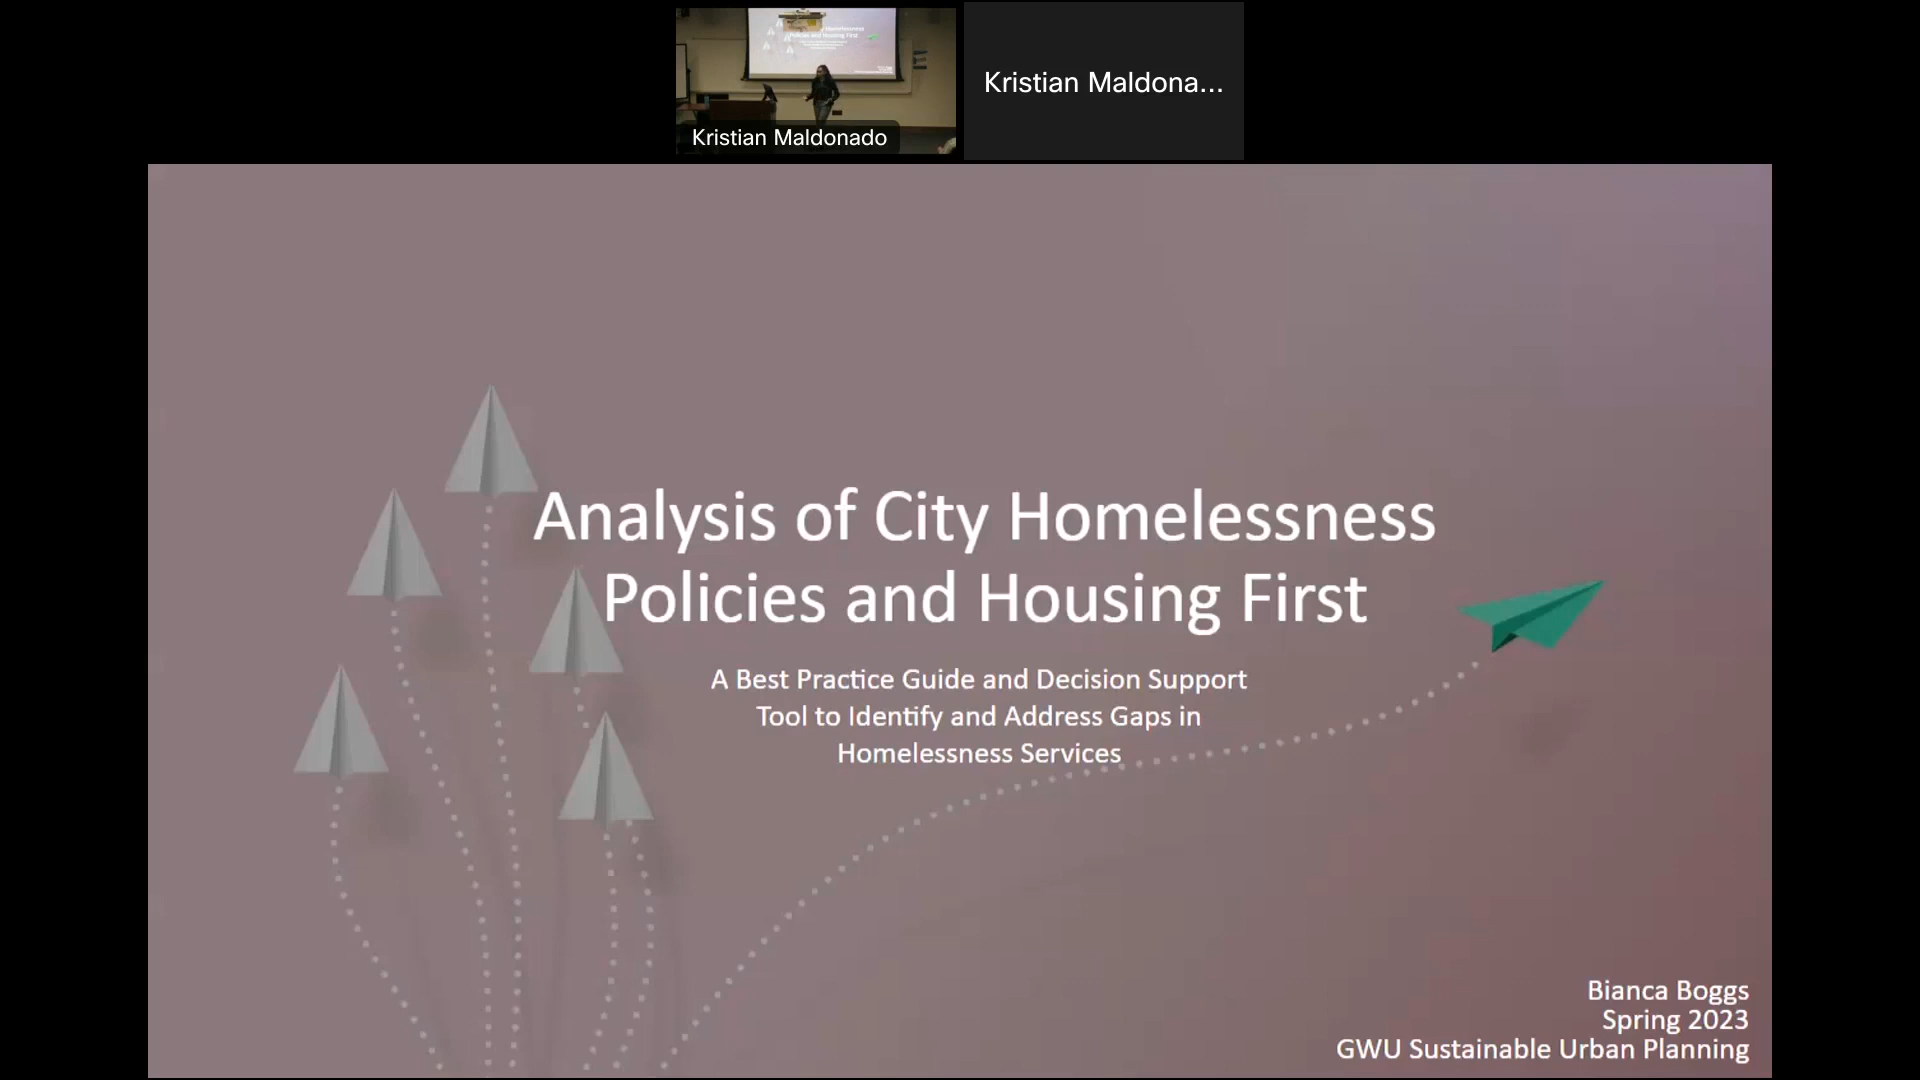 Kristian Maldonado
Kristian Maldona...
Analysis of City Homelessness
Policies and Housing First
A Best Practice Guide and Decision Support
Tool to Identify and Address Gaps in
Homelessness Services
Bianca Boggs
Spring 2023
GWU Sustainable Urban Planning